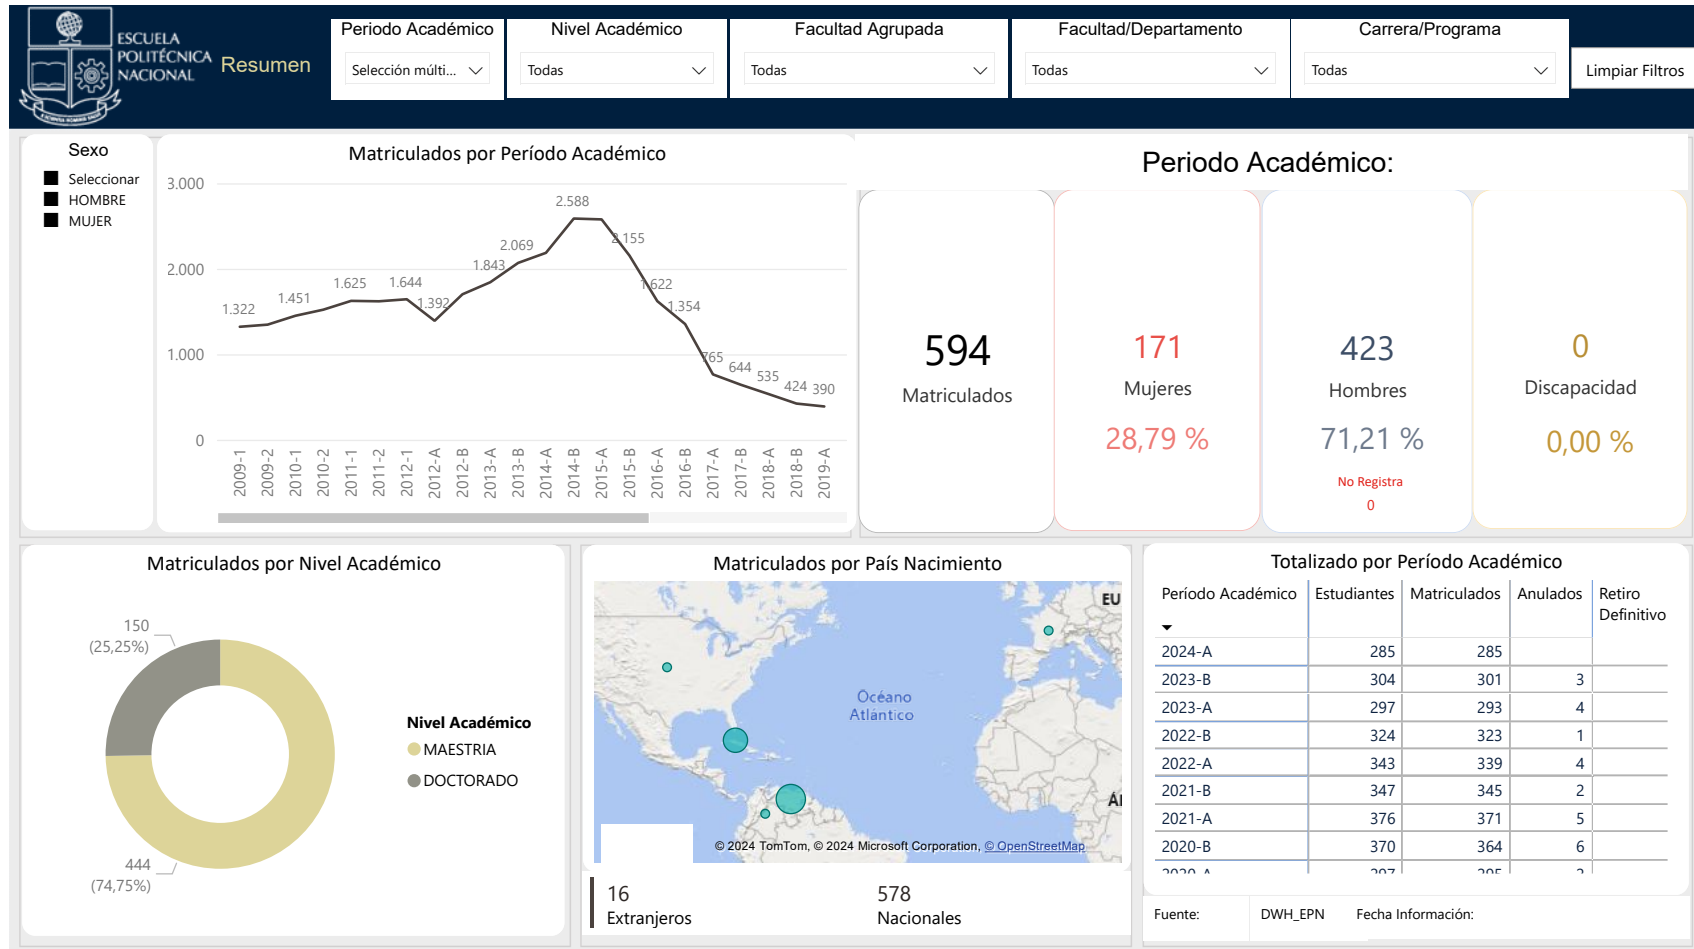 ESCUELA
POLITÉCNICA
NACIONAL
Resumen
Periodo Académico
Selección múlti...
Nivel Académico
Todas
Facultad Agrupada
Todas
Facultad/Departamento
Todas
Carrera/Programa
Todas
Limpiar Filtros
Sexo
Seleccionar
HOMBRE
MUJER
Matriculados por Período Académico
3.000
2.000
1.000
0
1.322
1.451
1.625
1.644
1.392
1.843
2.069
2.588
2.155
1.622
1.354
765
644
535
424
390
2009-1
2009-2
2010-1
2010-2
2011-1
2011-2
2012-1
2012-A
2012-B
2013-A
2013-B
2014-A
2014-B
2015-A
2015-B
2016-A
2016-B
2017-A
2017-B
2018-A
2018-B
2019-A
Periodo Académico:
594
Matriculados
171
Mujeres
28,79 %
423
Hombres
71,21 %
No Registra
0
0
Discapacidad
0,00 %
Matriculados por Nivel Académico
150
(25,25%)
444
(74,75%)
Nivel Académico
MAESTRIA
DOCTORADO
Matriculados por País Nacimiento
EU
Océano
Atlántico
© 2024 TomTom, © 2024 Microsoft Corporation, © OpenStreetMap
16
Extranjeros
578
Nacionales
Totalizado por Período Académico
Período Académico Estudiantes Matriculados Anulados Retiro Definitivo
2024-A 285 285
2023-B 304 301 3
2023-A 297 293 4
2022-B 324 323 1
2022-A 343 339 4
2021-B 347 345 2
2021-A 376 371 5
2020-B 370 364 6
Fuente: DWH_EPN Fecha Información: